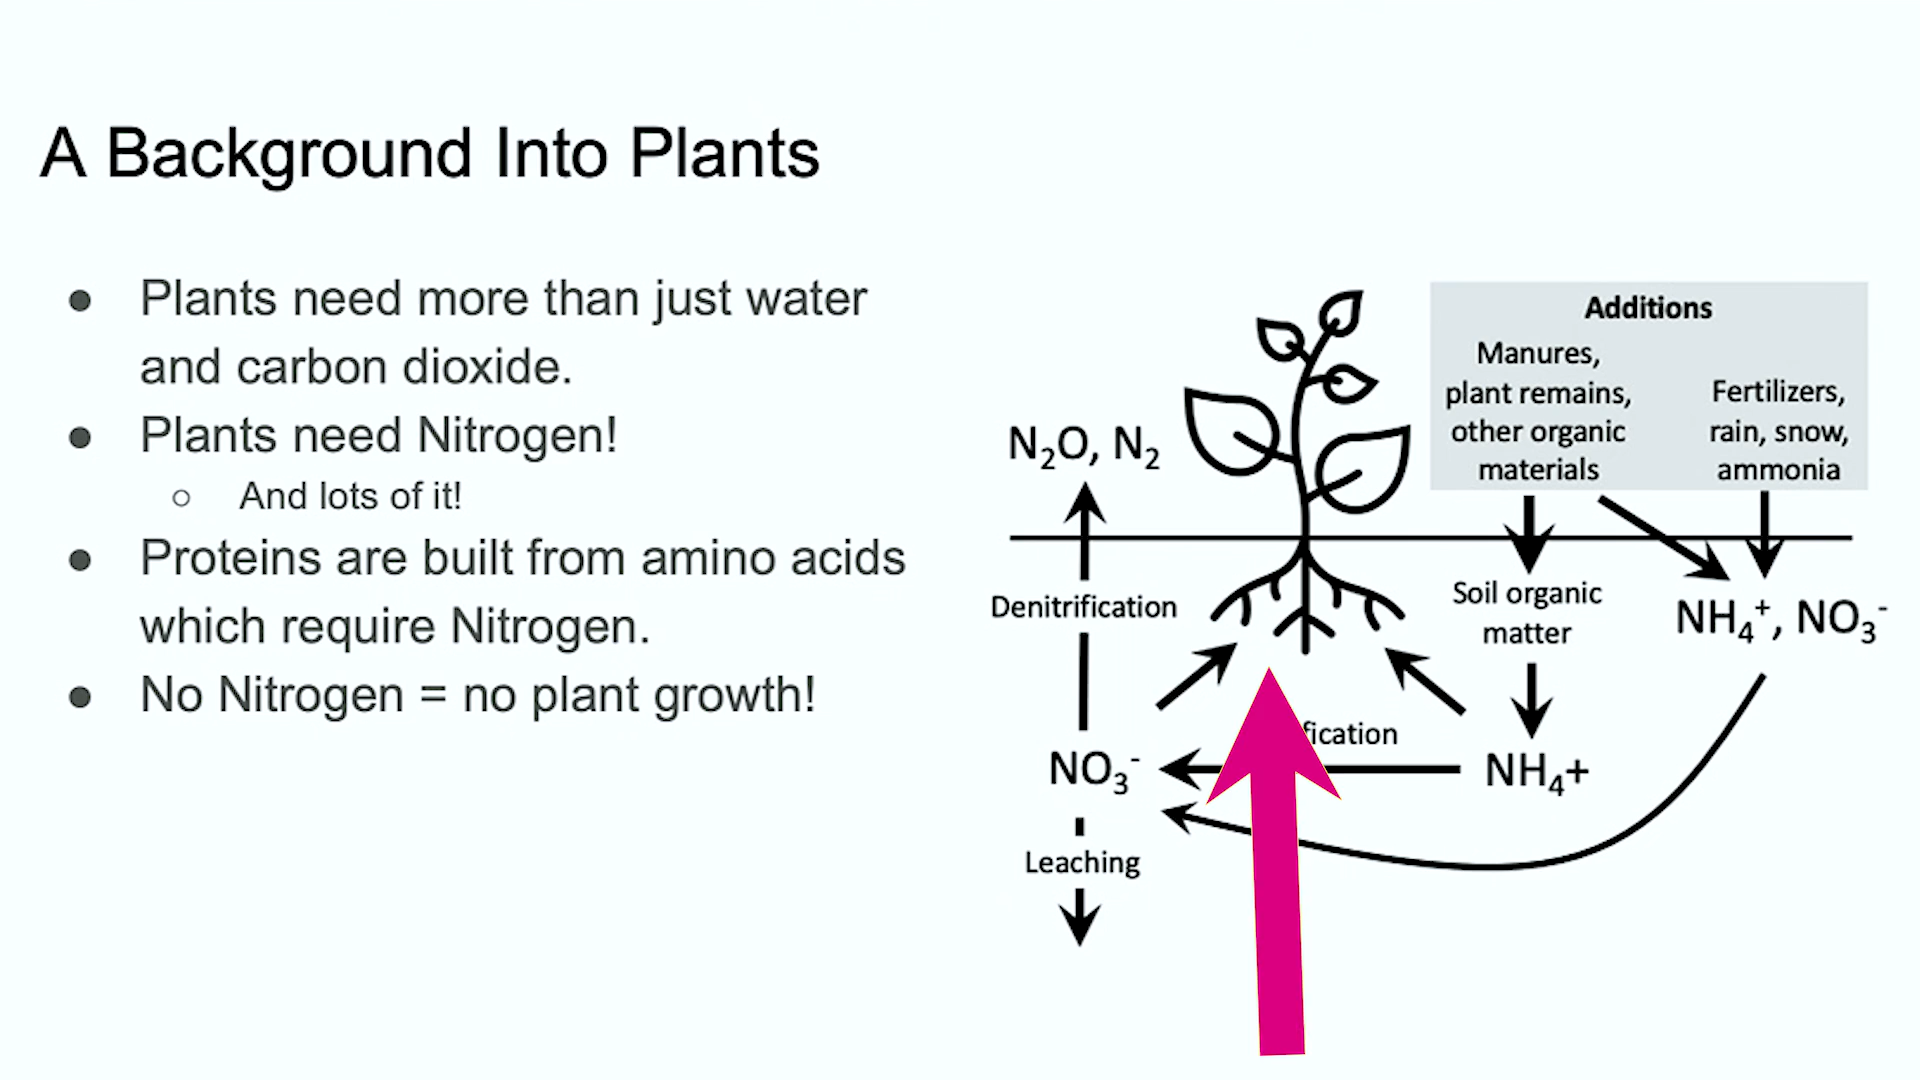 A Background Into Plants
● Plants need more than just water
and carbon dioxide.
● Plants need Nitrogen!
○ And lots of it!
● Proteins are built from amino acids
which require Nitrogen.
● No Nitrogen = no plant growth!
Additions
Manures,
plant remains,
other organic
materials
Fertilizers,
rain, snow,
ammonia
N₂O, N₂
Denitrification
Soil organic
matter
NH₄⁺, NO₃⁻
fication
NO₃⁻
NH₄+
Leaching